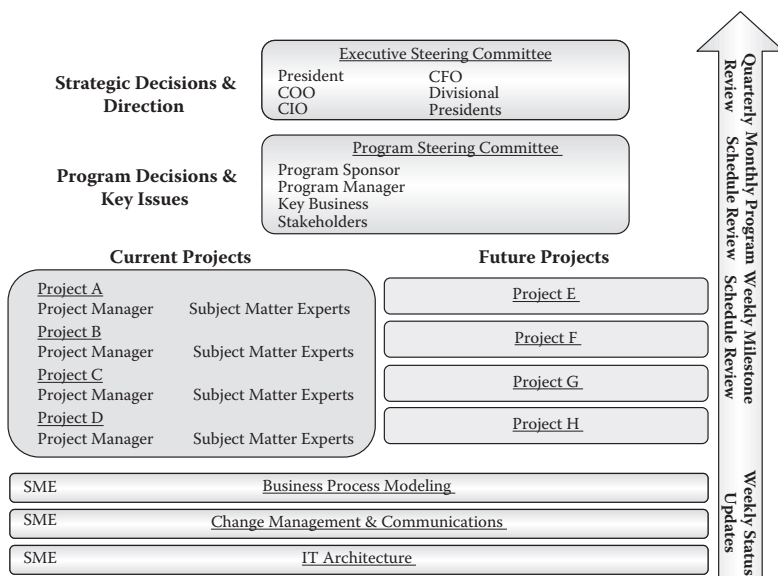 Executive Steering Committee
Strategic Decisions &
Direction
President
CFO
COO
Divisional
CIO
Presidents
Program Steering Committee
Program Decisions &
Key Issues
Program Sponsor
Program Manager
Key Business
Stakeholders
Current Projects
Project A
Project Manager Subject Matter Experts
Project B
Project Manager Subject Matter Experts
Project C
Project Manager Subject Matter Experts
Project D
Project Manager Subject Matter Experts
Future Projects
Project E
Project F
Project G
Project H
SME Business Process Modeling
SME Change Management & Communications
SME IT Architecture
Quarterly
Review
Monthly Program
Schedule Review
Weekly Milestone
Schedule Review
Weekly Status
Updates